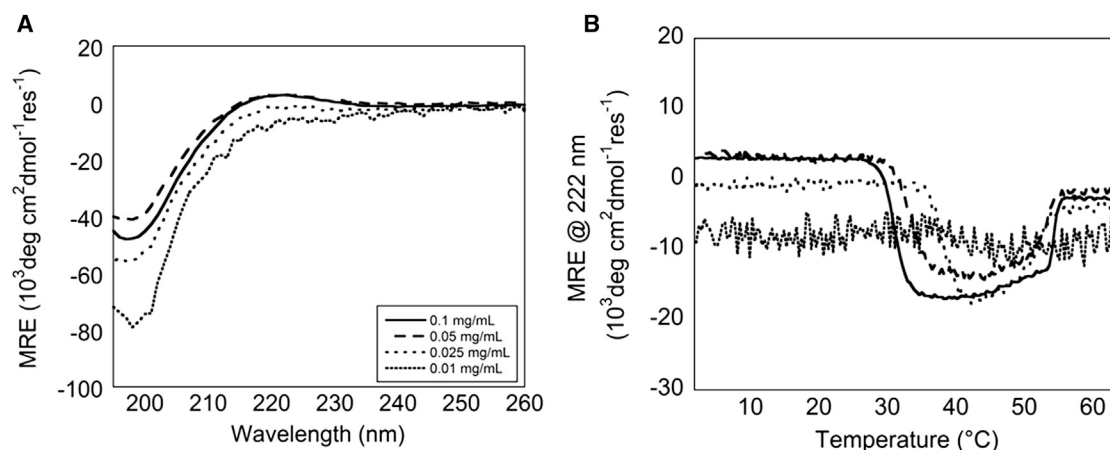 A
20
0
-20
-40
-60
-80
-100
MRE (10³deg cm²dmol⁻¹res⁻¹)
200 210 220 230 240 250 260
Wavelength (nm)
0.1 mg/mL
0.05 mg/mL
0.025 mg/mL
0.01 mg/mL
B
20
10
0
-10
-20
-30
MRE @ 222 nm
(10³deg cm²dmol⁻¹res⁻¹)
10 20 30 40 50 60
Temperature (°C)